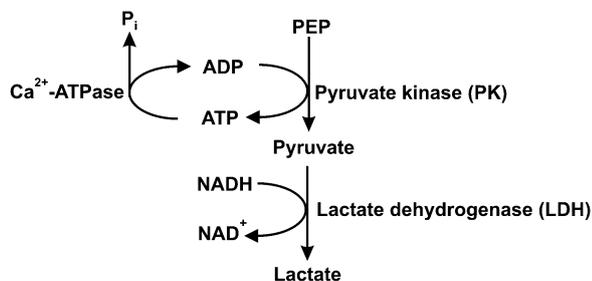 Pi
PEP
ADP
Ca2+-ATPase
Pyruvate kinase (PK)
ATP
Pyruvate
NADH
Lactate dehydrogenase (LDH)
NAD+
Lactate